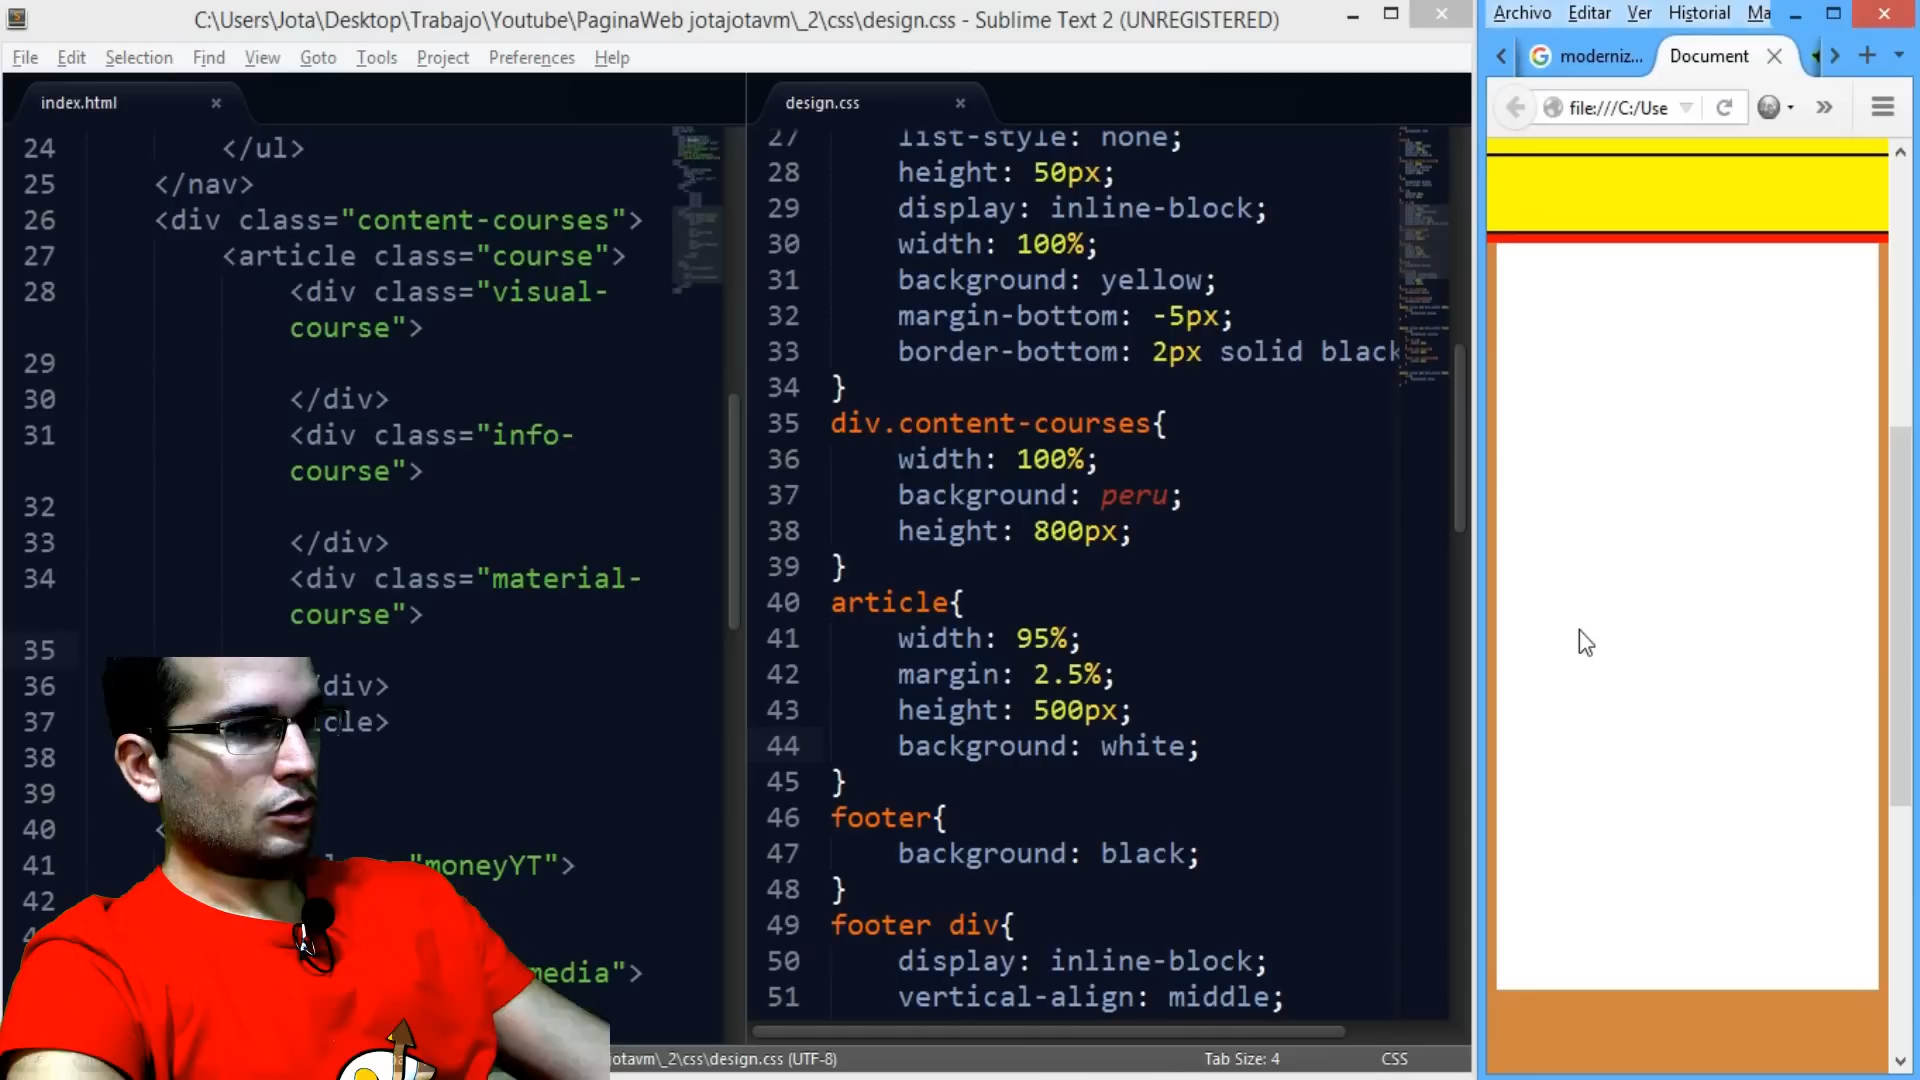 C:\Users\Jota\Desktop\Trabajo\Youtube\PaginaWeb jotajotavm\_2\css\design.css - Sublime Text 2 (UNREGISTERED)
File Edit Selection Find View Goto Tools Project Preferences Help
index.html
24 </ul>
25 </nav>
26 <div class="content-courses">
27 <article class="course">
28 <div class="visual-
course">
29
30 </div>
31 <div class="info-
course">
32
33 </div>
34 <div class="material-
course">
35
36 div>
37 icle>
38
39
40 <
41 "moneyYT">
42
media">
design.css
27 list-style: none;
28 height: 50px;
29 display: inline-block;
30 width: 100%;
31 background: yellow;
32 margin-bottom: -5px;
33 border-bottom: 2px solid black
34 }
35 div.content-courses{
36 width: 100%;
37 background: peru;
38 height: 800px;
39 }
40 article{
41 width: 95%;
42 margin: 2.5%;
43 height: 500px;
44 background: white;
45 }
46 footer{
47 background: black;
48 }
49 footer div{
50 display: inline-block;
51 vertical-align: middle;
otavm\_2\css\design.css (UTF-8) Tab Size: 4 CSS
Archivo Editar Ver Historial Ma
moderniz... Document
file:///C:/Use